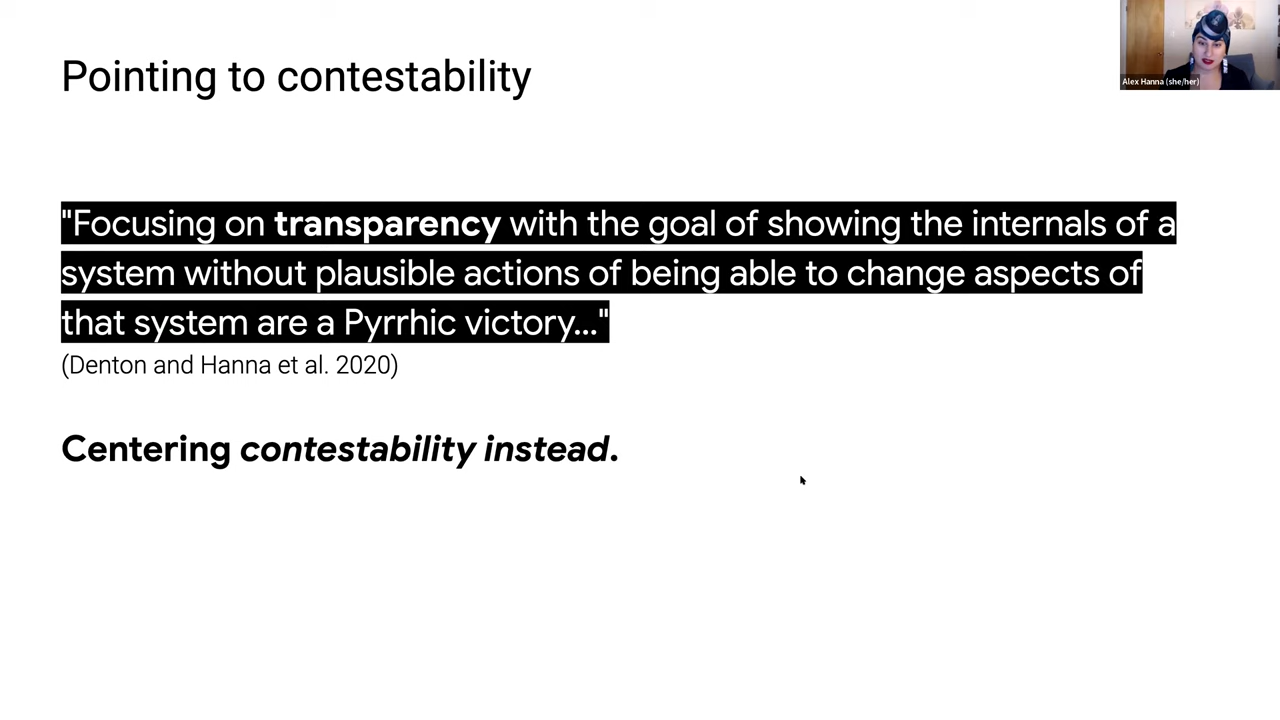 Pointing to contestability
Alex Hanna (she/her)
"Focusing on transparency with the goal of showing the internals of a
system without plausible actions of being able to change aspects of
that system are a Pyrrhic victory..."
(Denton and Hanna et al. 2020)
Centering contestability instead.